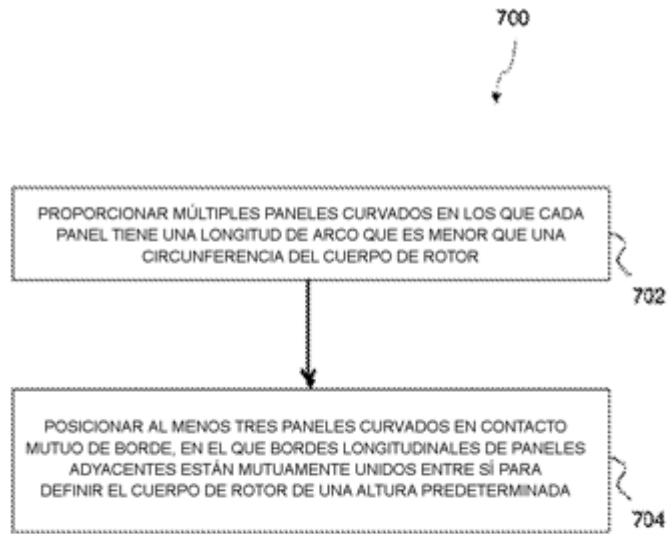 700
PROPORCIONAR MÚLTIPLES PANELES CURVADOS EN LOS QUE CADA
PANEL TIENE UNA LONGITUD DE ARCO QUE ES MENOR QUE UNA
CIRCUNFERENCIA DEL CUERPO DE ROTOR
702
POSICIONAR AL MENOS TRES PANELES CURVADOS EN CONTACTO
MUTUO DE BORDE, EN EL QUE BORDES LONGITUDINALES DE PANELES
ADYACENTES ESTÁN MUTUAMENTE UNIDOS ENTRE SÍ PARA
DEFINIR EL CUERPO DE ROTOR DE UNA ALTURA PREDETERMINADA
704